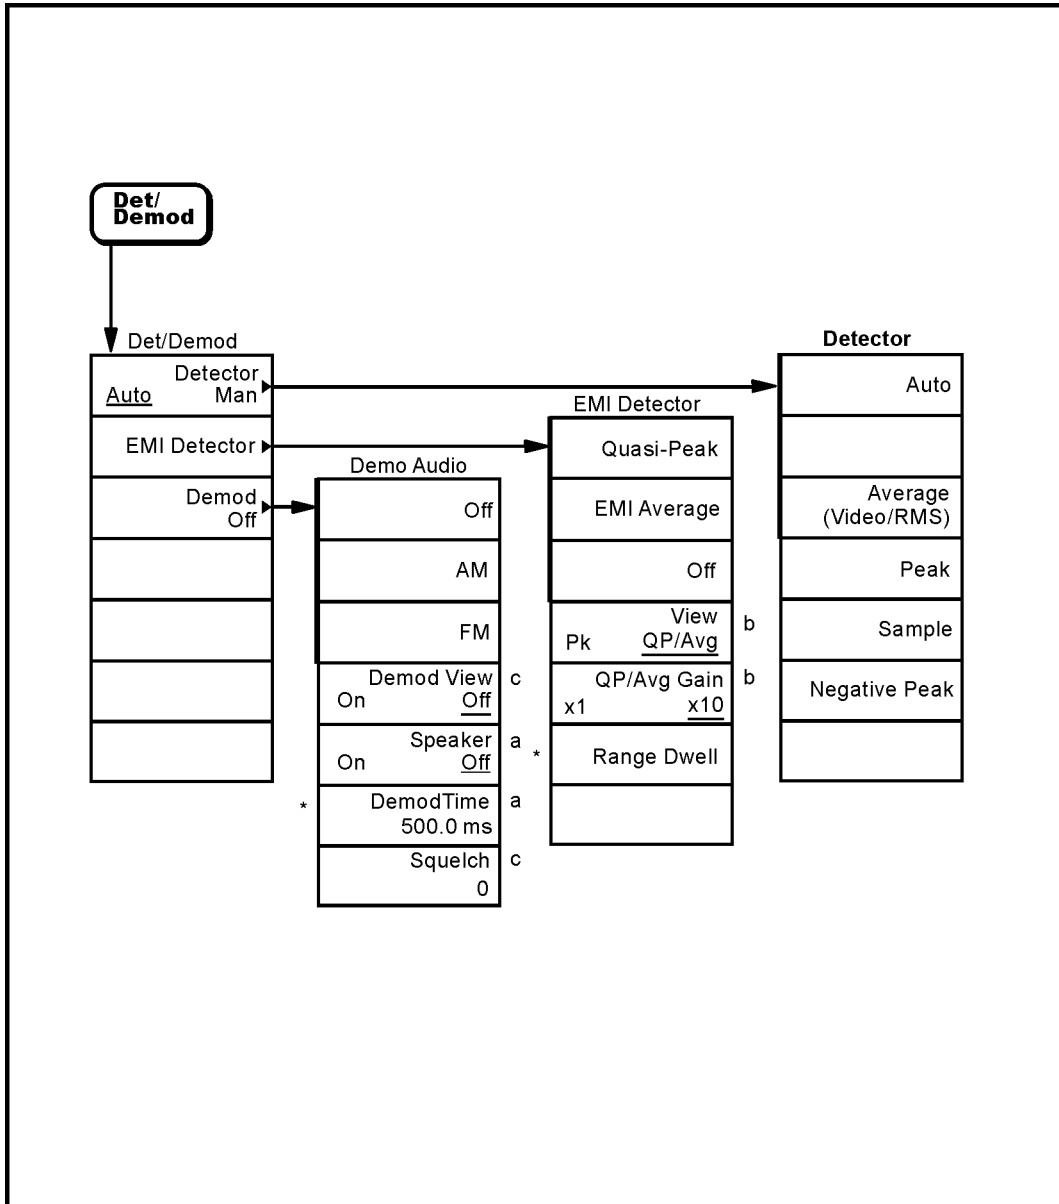 Det/
Demod
Det/Demod
Detector
Auto Man
EMI Detector
Demod
Off
Demo Audio
Off
AM
FM
Demod View c
On Off
Speaker a
On Off
* DemodTime a
500.0 ms
Squelch c
0
EMI Detector
Quasi-Peak
EMI Average
Off
View b
Pk QP/Avg
QP/Avg Gain b
x1 x10
* Range Dwell
Detector
Auto
Average
(Video/RMS)
Peak
Sample
Negative Peak